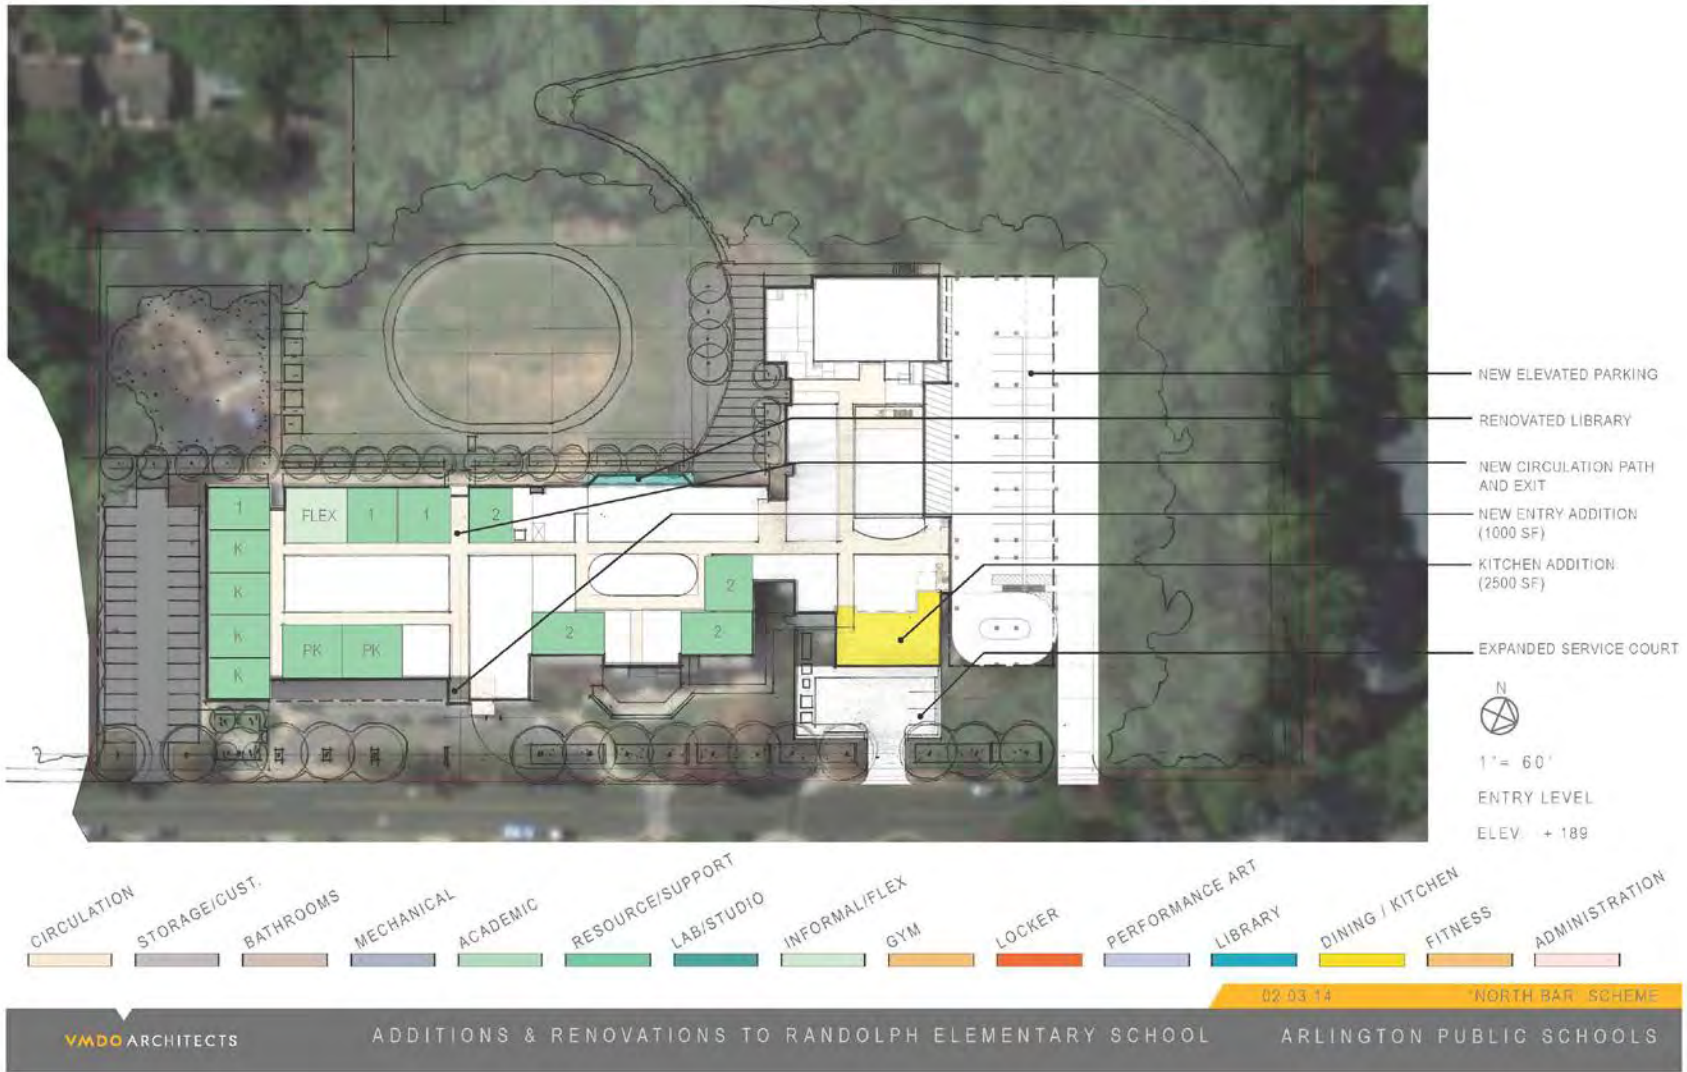 NEW ELEVATED PARKING
RENOVATED LIBRARY
NEW CIRCULATION PATH
AND EXIT
NEW ENTRY ADDITION
(1000 SF)
KITCHEN ADDITION
(2500 SF)
EXPANDED SERVICE COURT
1
FLEX
1
1
2
K
K
2
K
2
2
PK
PK
K
N
1"= 60'
ENTRY LEVEL
ELEV. + 189
CIRCULATION
STORAGE/CUST.
BATHROOMS
MECHANICAL
ACADEMIC
RESOURCE/SUPPORT
LAB/STUDIO
INFORMAL/FLEX
GYM
LOCKER
PERFORMANCE ART
LIBRARY
DINING / KITCHEN
FITNESS
ADMINISTRATION
02 03 14 "NORTH BAR" SCHEME
VMDO ARCHITECTS ADDITIONS & RENOVATIONS TO RANDOLPH ELEMENTARY SCHOOL ARLINGTON PUBLIC SCHOOLS